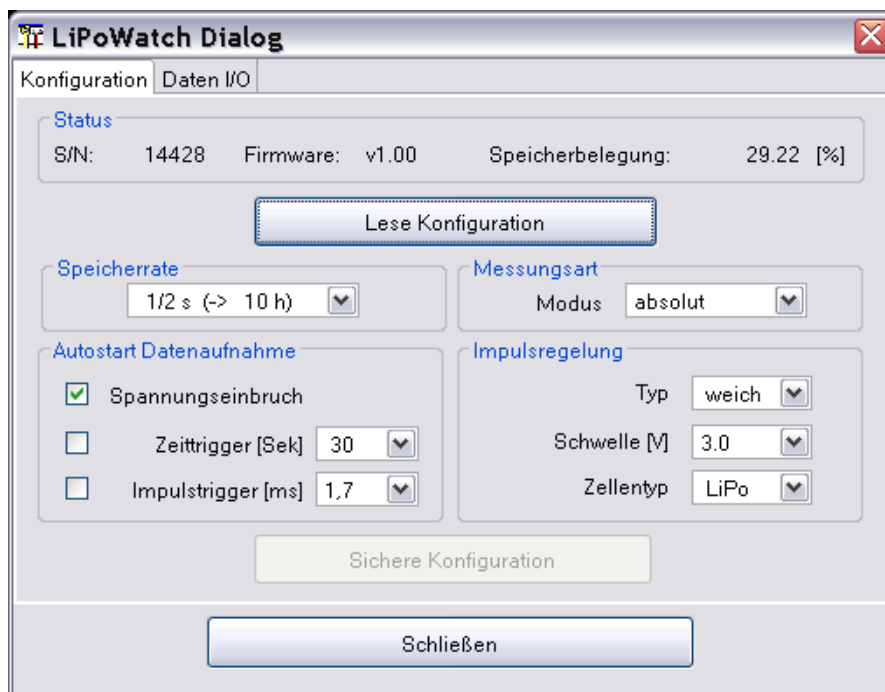 LiPoWatch Dialog
Konfiguration Daten I/O
Status
S/N: 14428 Firmware: v1.00 Speicherbelegung: 29.22 [%]
Lese Konfiguration
Speicherrate
1/2 s (-> 10 h)
Messungsart
Modus absolut
Autostart Datenaufnahme
Spannungseinbruch
Zeittrigger [Sek] 30
Impulstrigger [ms] 1,7
Impulsregelung
Typ weich
Schwelle [V] 3.0
Zellentyp LiPo
Sichere Konfiguration
Schließen